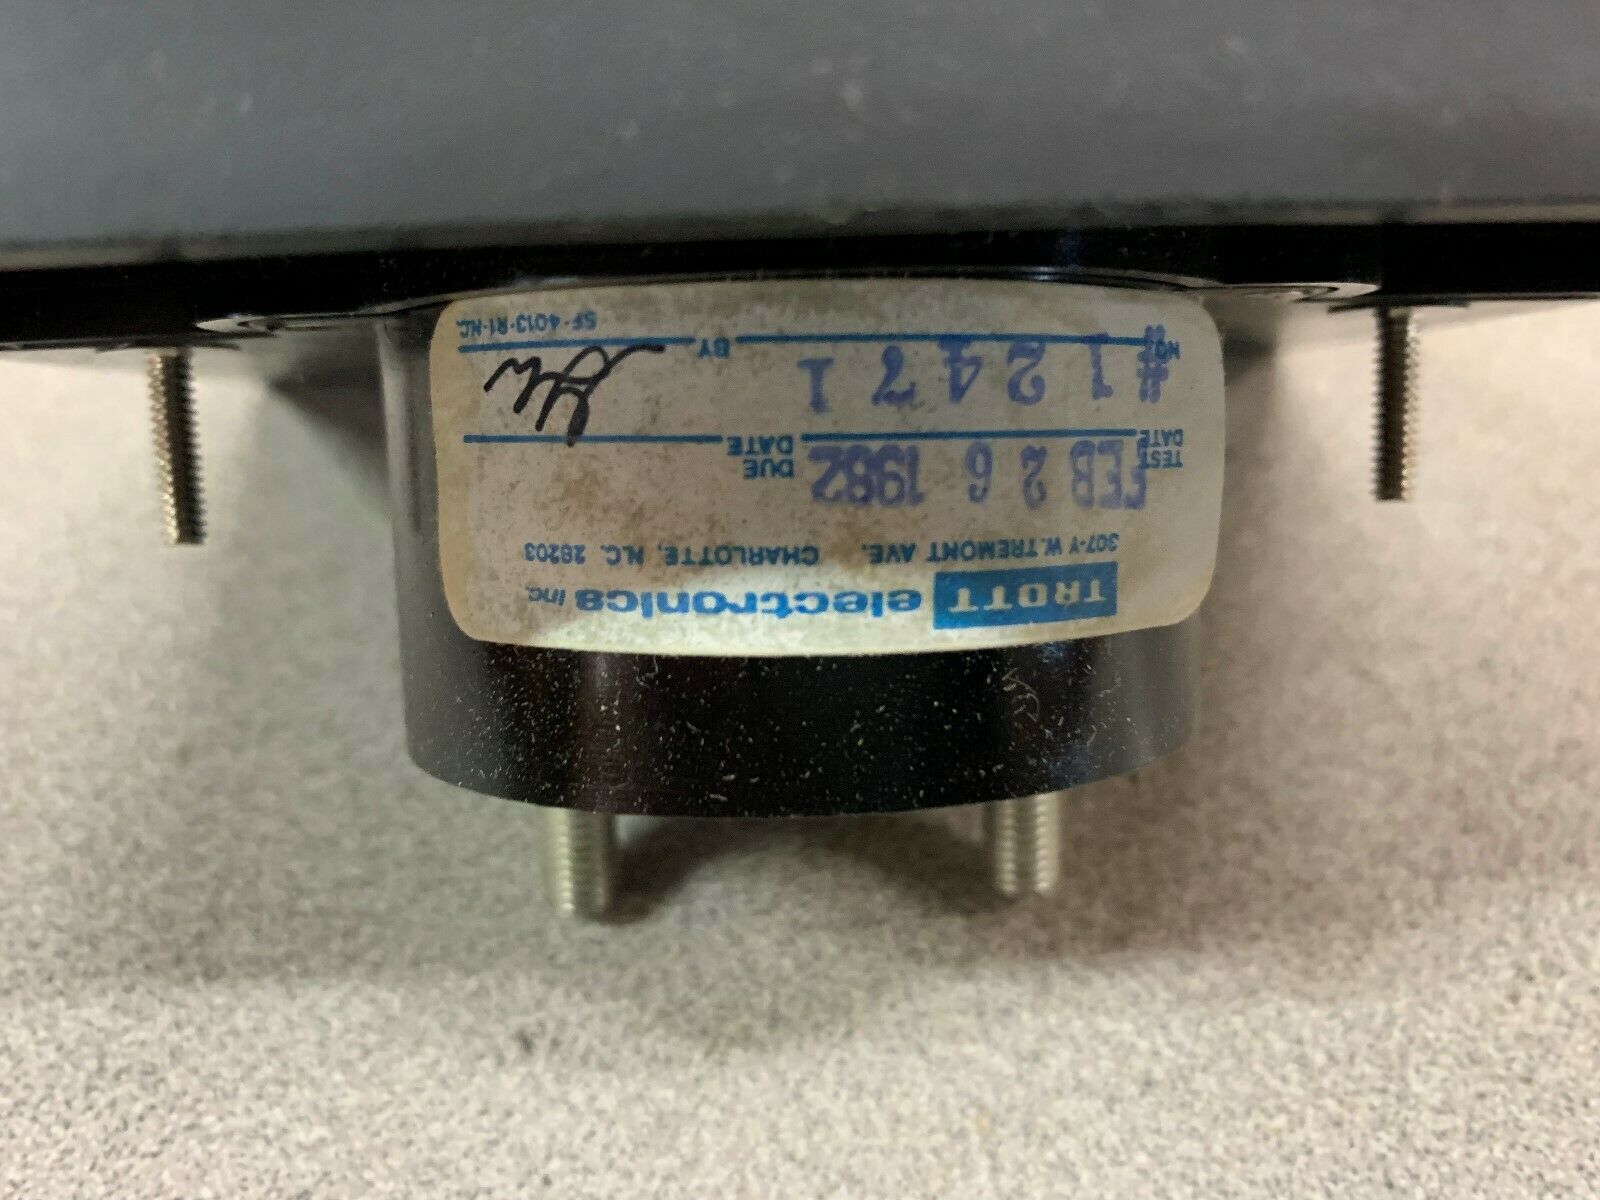 TROTT electronics inc.
307-Y W. TREMONT AVE. CHARLOTTE, N.C. 28203
TEST DATE FEB 26 1982 DUE DATE
NO. #12471 BY
SF-4013-R1-NC.